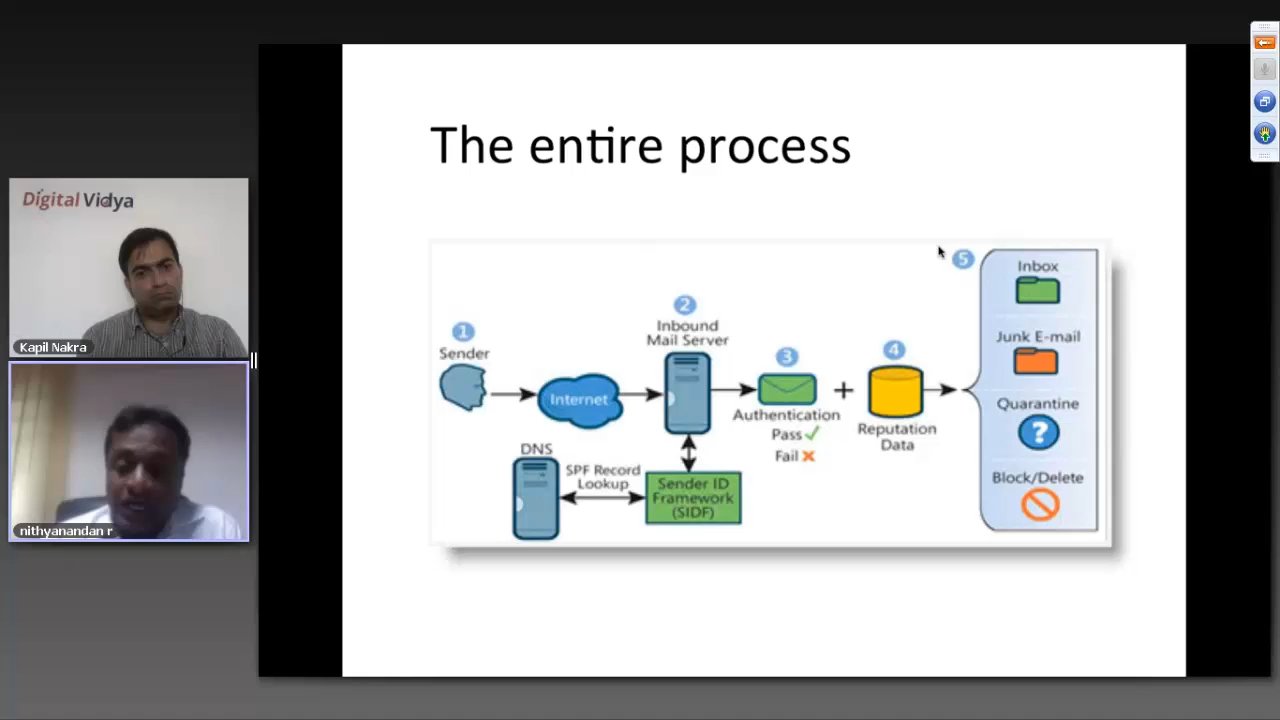 The entire process
Digital Vidya
Kapil Nakra
nithyanandan r
1
Sender
Internet
2
Inbound
Mail Server
3
Authentication
Pass
Fail
+
4
Reputation
Data
5
Inbox
Junk E-mail
Quarantine
?
Block/Delete
DNS
SPF Record
Lookup
Sender ID
Framework
(SIDF)